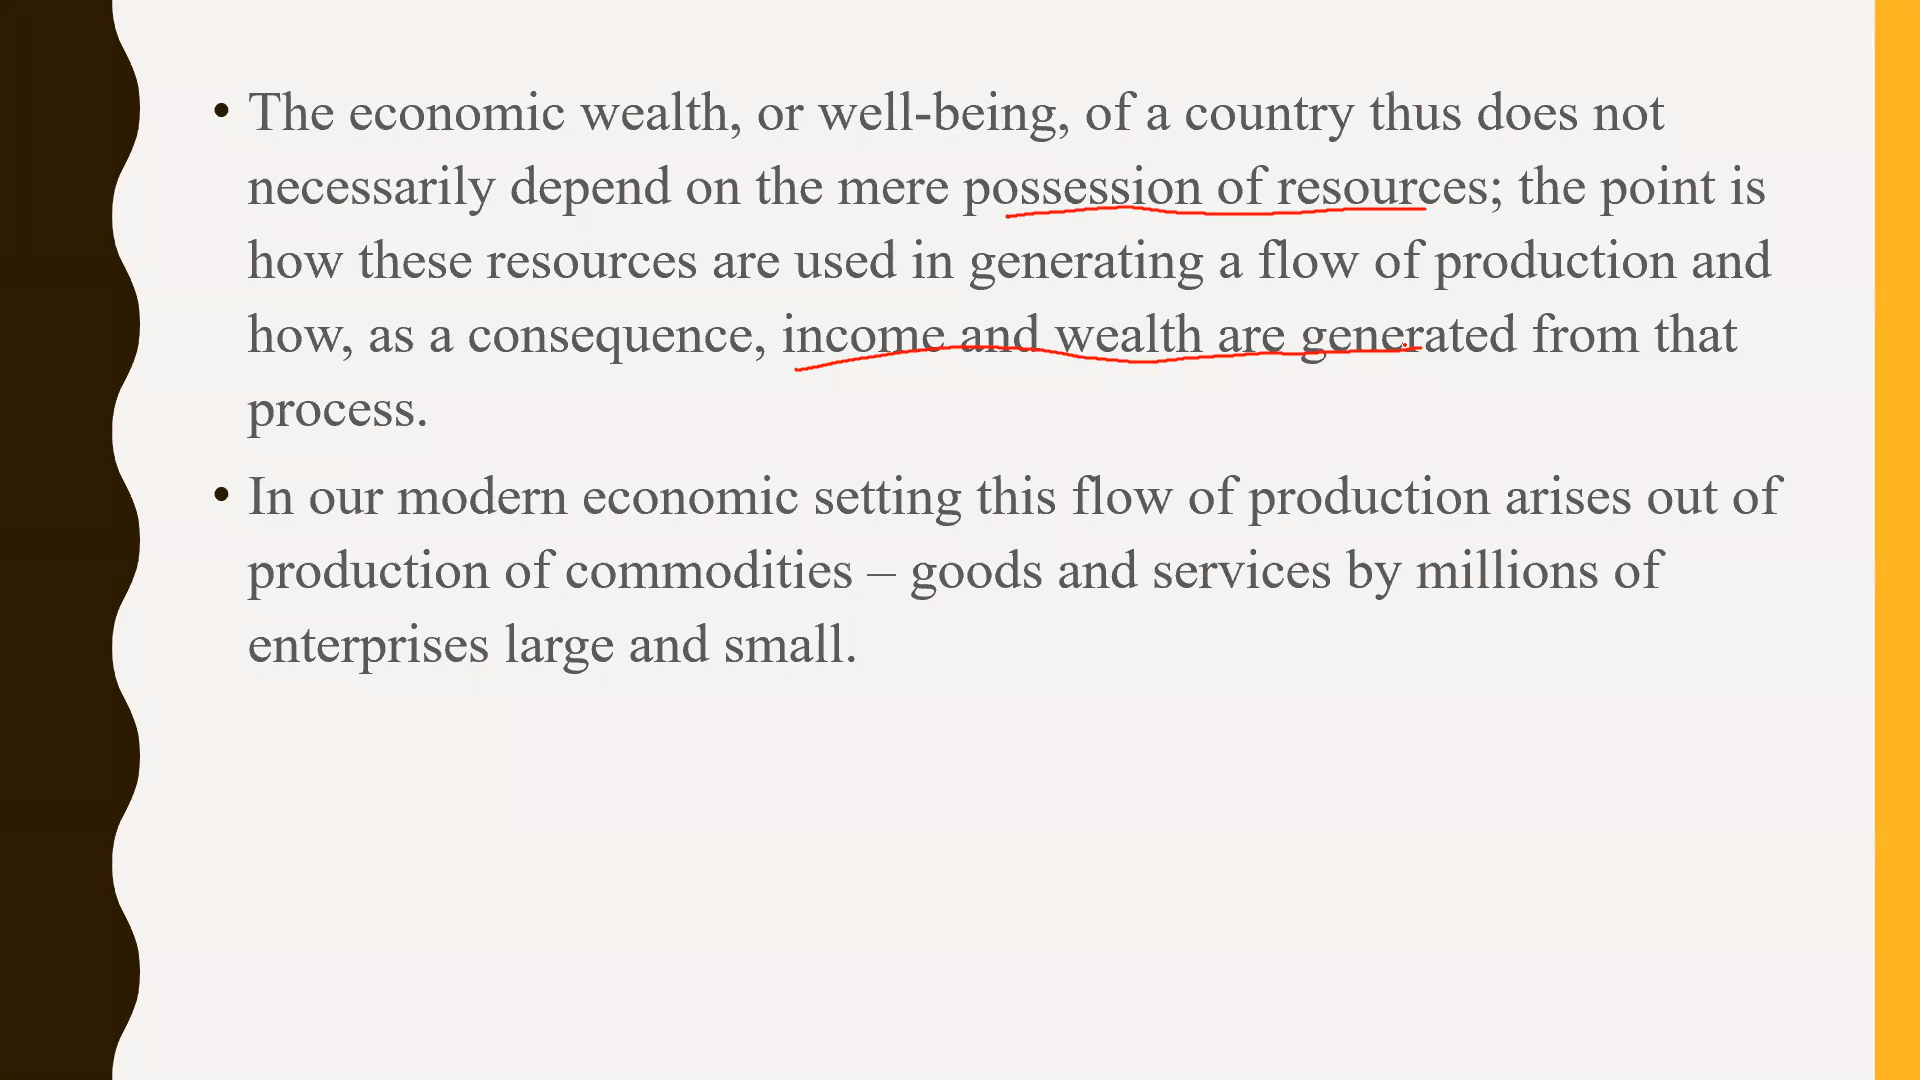 • The economic wealth, or well-being, of a country thus does not
necessarily depend on the mere possession of resources; the point is
how these resources are used in generating a flow of production and
how, as a consequence, income and wealth are generated from that
process.
• In our modern economic setting this flow of production arises out of
production of commodities – goods and services by millions of
enterprises large and small.